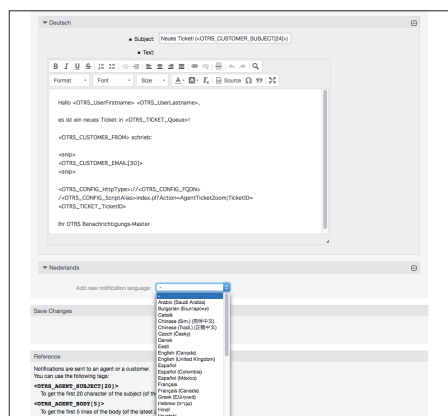 Deutsch
★ Subject: Neues Ticket! (<OTRS_CUSTOMER_SUBJECT[24]>)
★ Text:
B I U S
Format Font Size A A Source Ω
Hallo <OTRS_UserFirstname> <OTRS_UserLastname>,
es ist ein neues Ticket in <OTRS_TICKET_Queue>!
<OTRS_CUSTOMER_FROM> schrieb:
<snip>
<OTRS_CUSTOMER_EMAIL[30]>
<snip>
<OTRS_CONFIG_HttpType>://<OTRS_CONFIG_FQDN>
/<OTRS_CONFIG_ScriptAlias>index.pl?Action=AgentTicketZoom;TicketID=
<OTRS_TICKET_TicketID>
Ihr OTRS Benachrichtigungs-Master
Nederlands
Add new notification language: -
-
Arabic (Saudi Arabia)
Bulgarian (Български)
Català
Chinese (Sim.) (简体中文)
Chinese (Tradi.) (正體中文)
Czech (Česky)
Dansk
Eesti
English (Canada)
English (United Kingdom)
Español
Español (Colombia)
Español (México)
Français
Français (Canada)
Greek (Ελληνικά)
Hebrew (עברית)
Hindi
Save Changes
Reference
Notifications are sent to an agent or a customer.
You can use the following tags:
<OTRS_AGENT_SUBJECT[20]>
To get the first 20 character of the subject (of th
<OTRS_AGENT_BODY[5]>
To get the first 5 lines of the body (of the latest